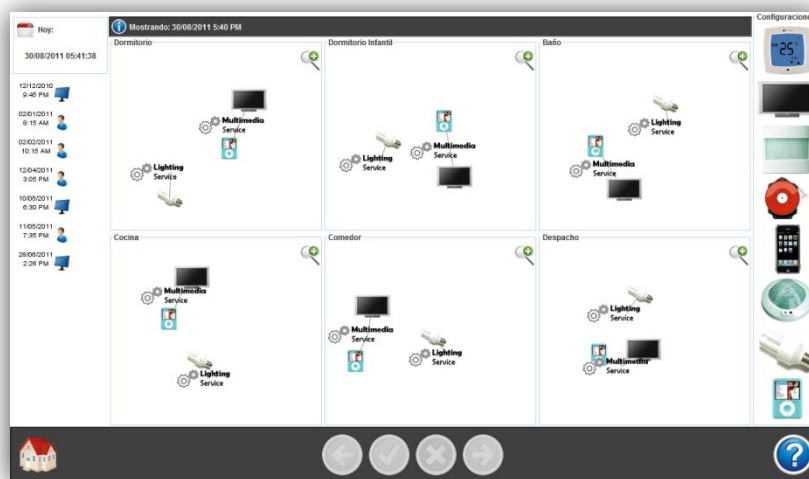 Hoy:
30/08/2011 05:41:38
12/12/2010
9:45 PM
02/01/2011
8:15 AM
02/02/2011
10:15 AM
12/04/2011
3:05 PM
10/05/2011
6:30 PM
11/05/2011
7:35 PM
28/06/2011
2:26 PM
Mostrando: 30/08/2011 5:40 PM
Dormitorio
Multimedia
Service
Lighting
Service
Dormitorio Infantil
Lighting
Service
Multimedia
Service
Baño
Lighting
Service
Multimedia
Service
Cocina
Multimedia
Service
Lighting
Service
Comedor
Multimedia
Service
Lighting
Service
Despacho
Lighting
Service
Multimedia
Service
Configuracione
25